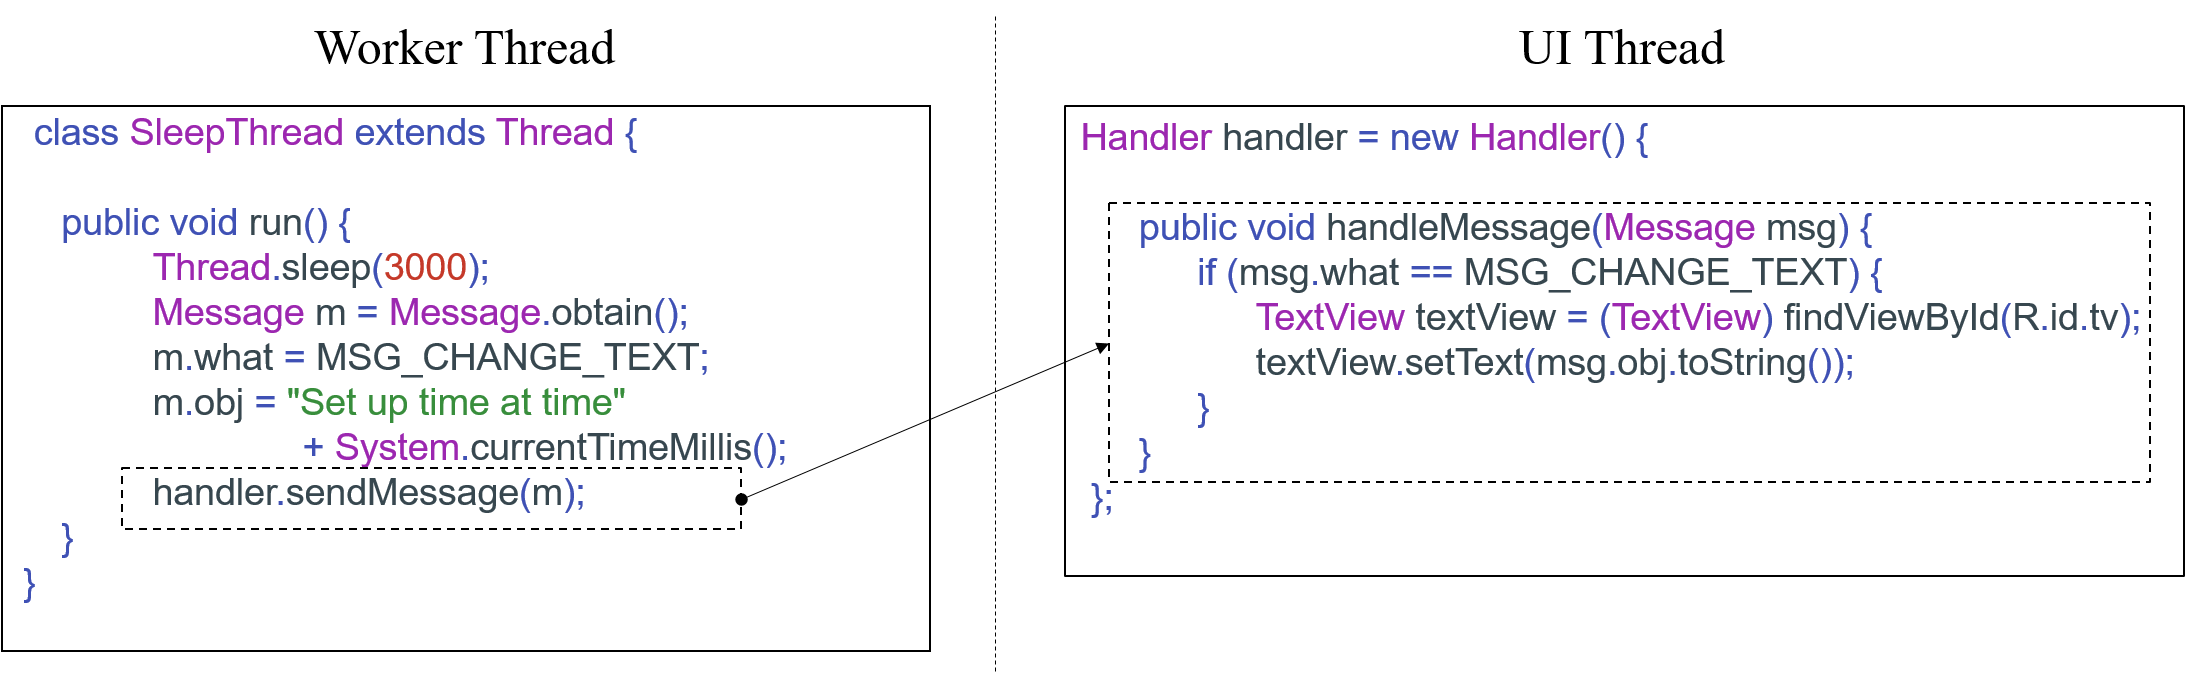 Worker Thread
class SleepThread extends Thread {
public void run() {
Thread.sleep(3000);
Message m = Message.obtain();
m.what = MSG_CHANGE_TEXT;
m.obj = "Set up time at time"
+ System.currentTimeMillis();
handler.sendMessage(m);
}
}
UI Thread
Handler handler = new Handler() {
public void handleMessage(Message msg) {
if (msg.what == MSG_CHANGE_TEXT) {
TextView textView = (TextView) findViewById(R.id.tv);
textView.setText(msg.obj.toString());
}
}
};